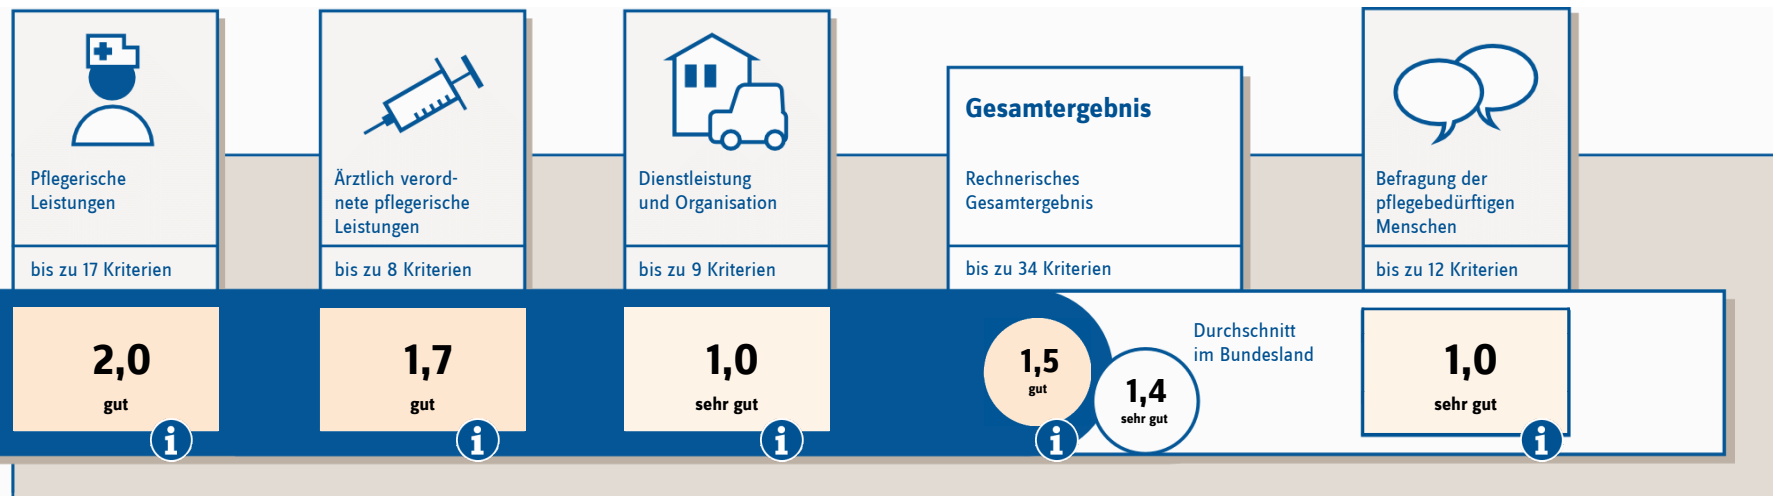 Pflegerische
Leistungen
bis zu 17 Kriterien
2,0
gut
i
Ärztlich verord-
nete pflegerische
Leistungen
bis zu 8 Kriterien
1,7
gut
i
Dienstleistung
und Organisation
bis zu 9 Kriterien
1,0
sehr gut
i
Gesamtergebnis
Rechnerisches
Gesamtergebnis
bis zu 34 Kriterien
1,5
gut
i
1,4
sehr gut
Durchschnitt
im Bundesland
Befragung der
pflegebedürftigen
Menschen
bis zu 12 Kriterien
1,0
sehr gut
i